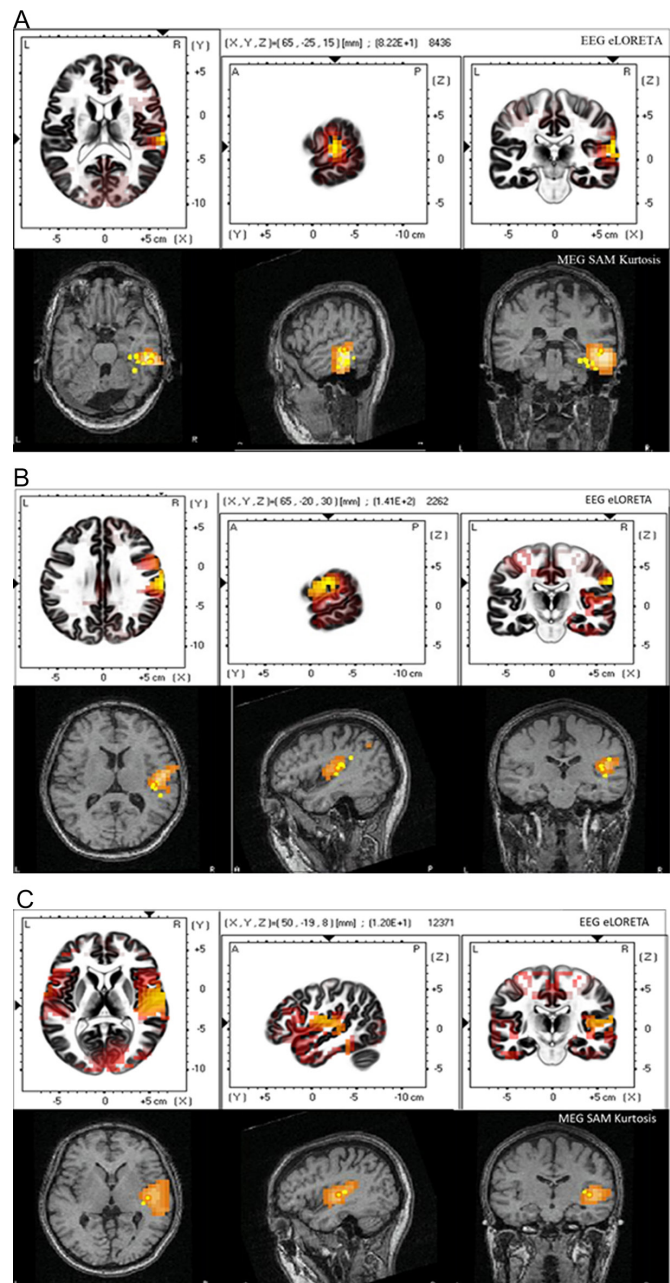 A
L R (Y) (X,Y,Z)=( 65 , -25 , 15 ) [mm] ; (8.22E+1) 8436 EEG eLORETA
A P (Z) L R (Z)
+5 +5 +5
0
0 0
-5
-10 -5 -5
-5 0 +5 cm (X) (Y) +5 0 -5 -10 cm -5 0 +5 cm (X)
MEG SAM Kurtosis
L R L
B
L R (Y) (X,Y,Z)=( 65 , -20 , 30 ) [mm] ; (1.41E+2) 2262 EEG eLORETA
A P (Z) L R (Z)
+5 +5 +5
0
0 0
-5
-10 -5 -5
-5 0 +5 cm (X) (Y) +5 0 -5 -10 cm -5 0 +5 cm (X)
L R A P L R
C
L R (Y) (X,Y,Z)=( 50 , -19 , 8 ) [mm] ; (1.20E+1) 12371 EEG eLORETA
A P (Z) L R (Z)
+5 +5 +5
0
0 0
-5
-10 -5 -5
-5 0 +5 cm (X) (Y) +5 0 -5 -10 cm -5 0 +5 cm (X)
MEG SAM Kurtosis